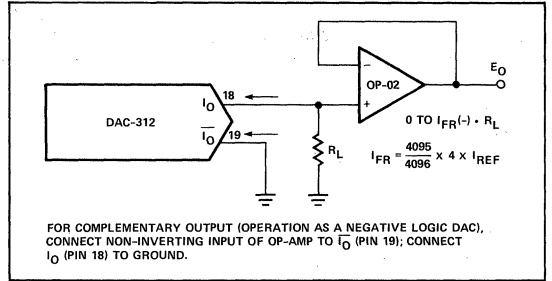 DAC-312
I_O
18
I̅_O̅
19
R_L
OP-02
−
+
E_O
0 TO I_FR(-) • R_L
I_FR = 4095/4096 X 4 X I_REF
FOR COMPLEMENTARY OUTPUT (OPERATION AS A NEGATIVE LOGIC DAC),
CONNECT NON-INVERTING INPUT OF OP-AMP TO I̅_O̅ (PIN 19); CONNECT
I_O (PIN 18) TO GROUND.